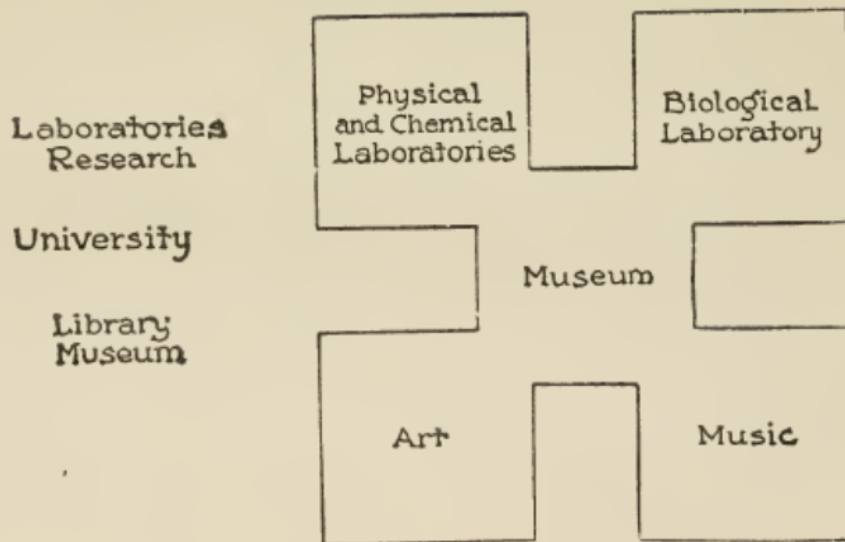 Laboratories
Research
University
Library
Museum
Physical
and Chemical
Laboratories
Biological
Laboratory
Museum
Art
Music